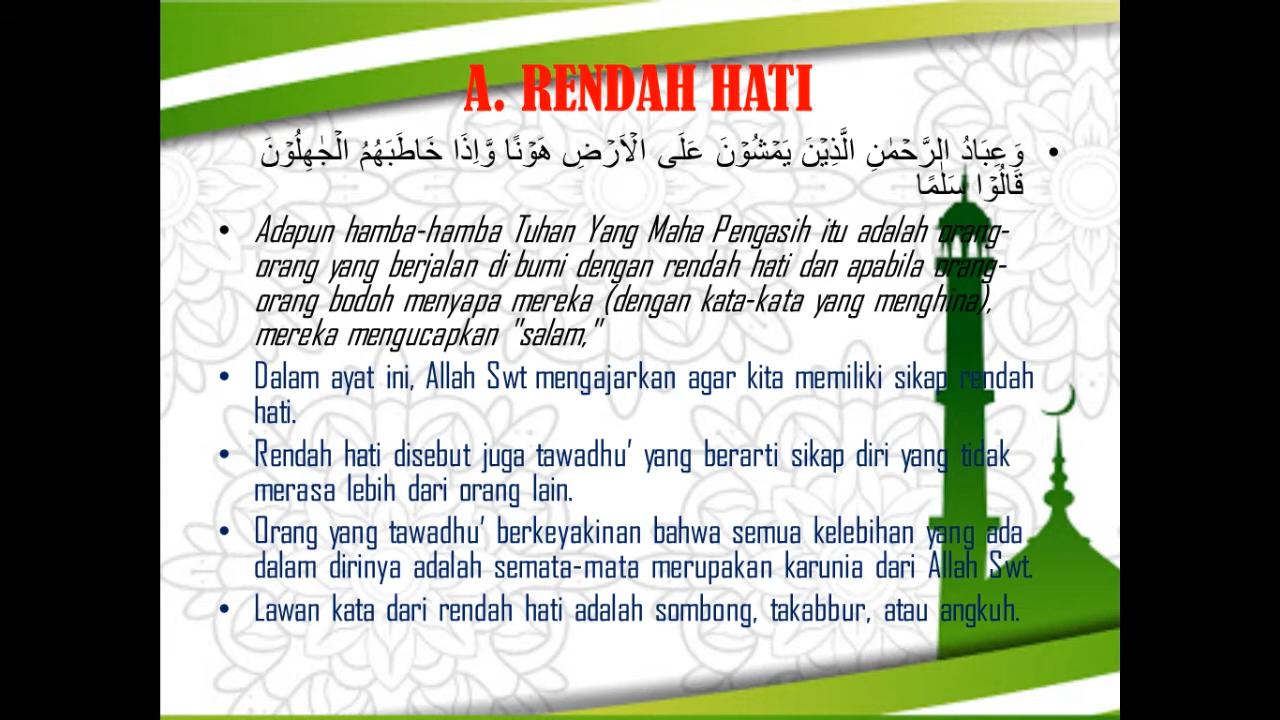 A. RENDAH HATI
• وَعِبَادُ الرَّحْمٰنِ الَّذِيْنَ يَمْشُوْنَ عَلَى الْاَرْضِ هَوْنًا وَّاِذَا خَاطَبَهُمُ الْجٰهِلُوْنَ
قَالُوْا سَلٰمًا
• Adapun hamba-hamba Tuhan Yang Maha Pengasih itu adalah orang-
orang yang berjalan di bumi dengan rendah hati dan apabila orang-
orang bodoh menyapa mereka (dengan kata-kata yang menghina),
mereka mengucapkan "salam,"
• Dalam ayat ini, Allah Swt mengajarkan agar kita memiliki sikap rendah
hati.
• Rendah hati disebut juga tawadhu’ yang berarti sikap diri yang tidak
merasa lebih dari orang lain.
• Orang yang tawadhu’ berkeyakinan bahwa semua kelebihan yang ada
dalam dirinya adalah semata-mata merupakan karunia dari Allah Swt.
• Lawan kata dari rendah hati adalah sombong, takabbur, atau angkuh.